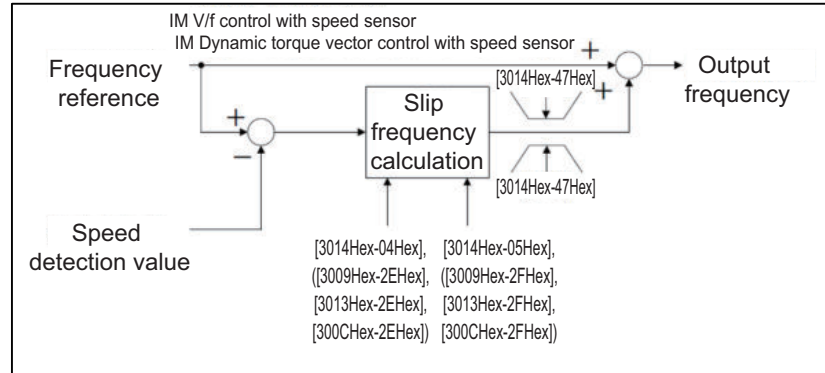 IM V/f control with speed sensor
IM Dynamic torque vector control with speed sensor
Frequency
reference
+
[3014Hex-47Hex]
+
Output
frequency
+
−
Slip
frequency
calculation
[3014Hex-47Hex]
Speed
detection value
[3014Hex-04Hex],
([3009Hex-2EHex],
[3013Hex-2EHex],
[300CHex-2EHex])
[3014Hex-05Hex],
([3009Hex-2FHex],
[3013Hex-2FHex],
[300CHex-2FHex])